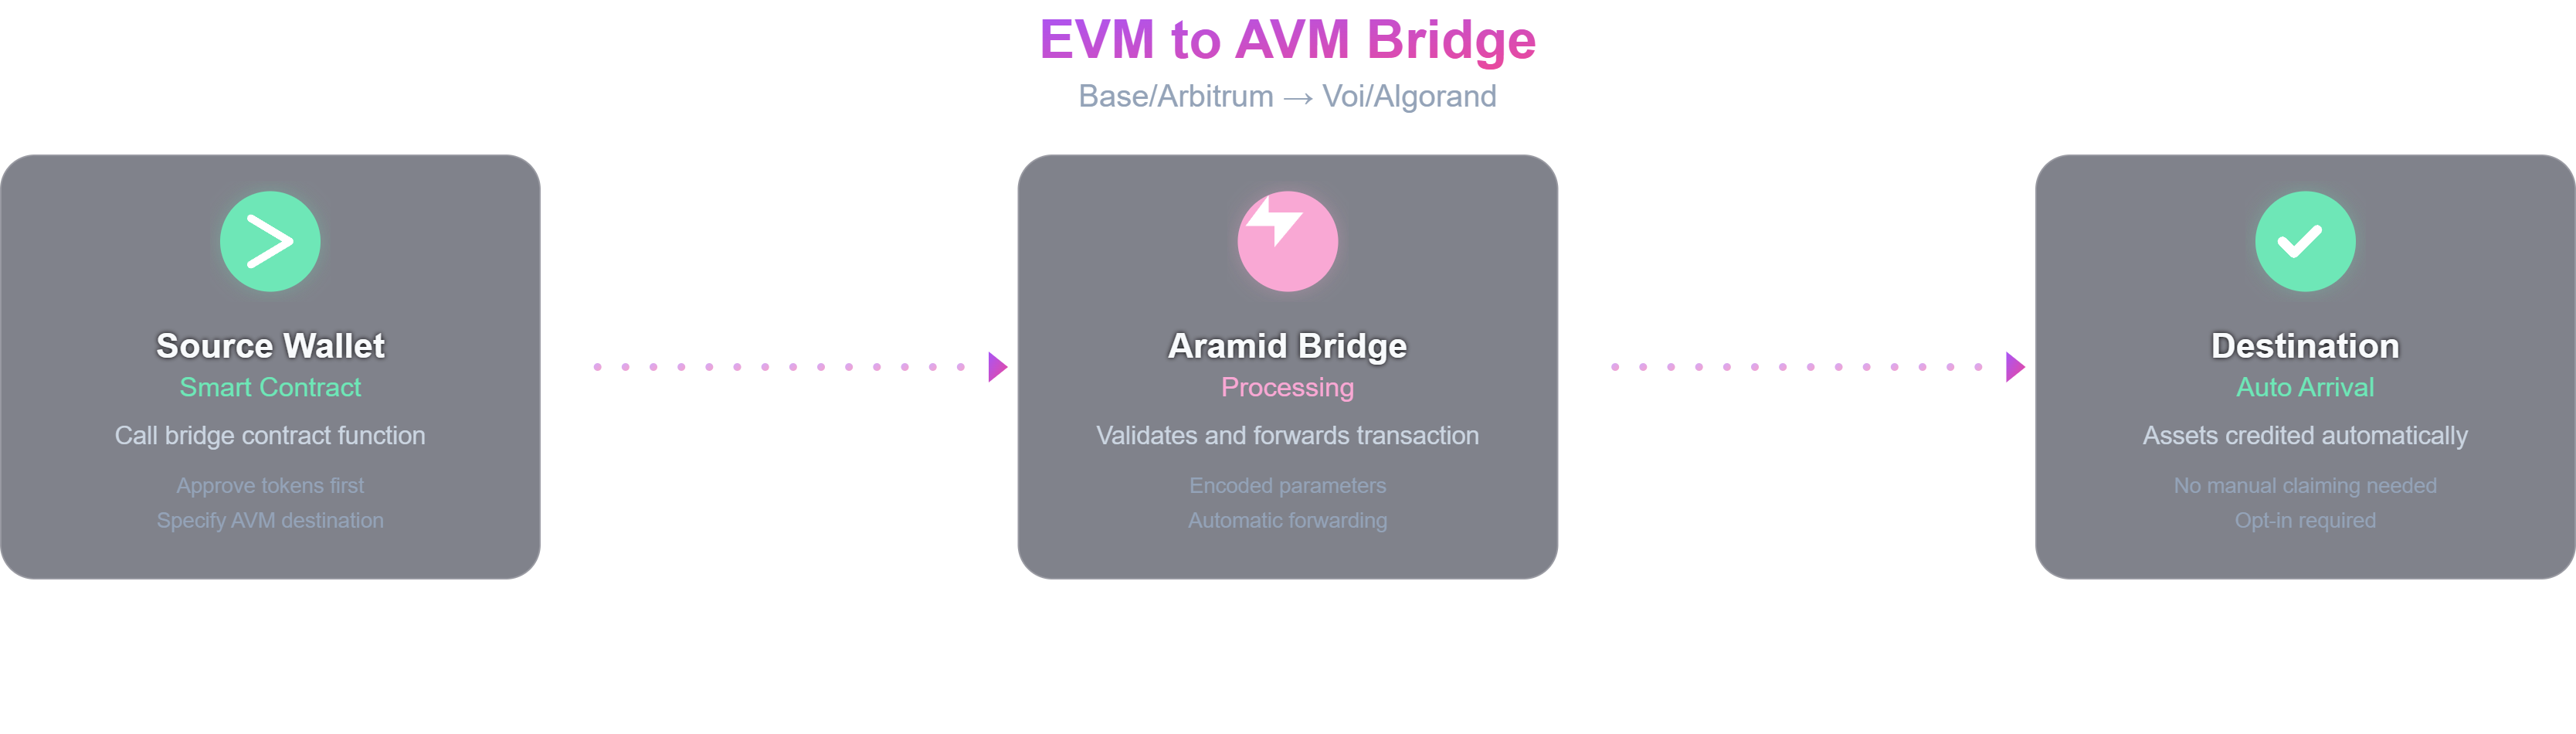 EVM to AVM Bridge
Base/Arbitrum → Voi/Algorand
Source Wallet
Smart Contract
Call bridge contract function
Approve tokens first
Specify AVM destination
Aramid Bridge
Processing
Validates and forwards transaction
Encoded parameters
Automatic forwarding
Destination
Auto Arrival
Assets credited automatically
No manual claiming needed
Opt-in required